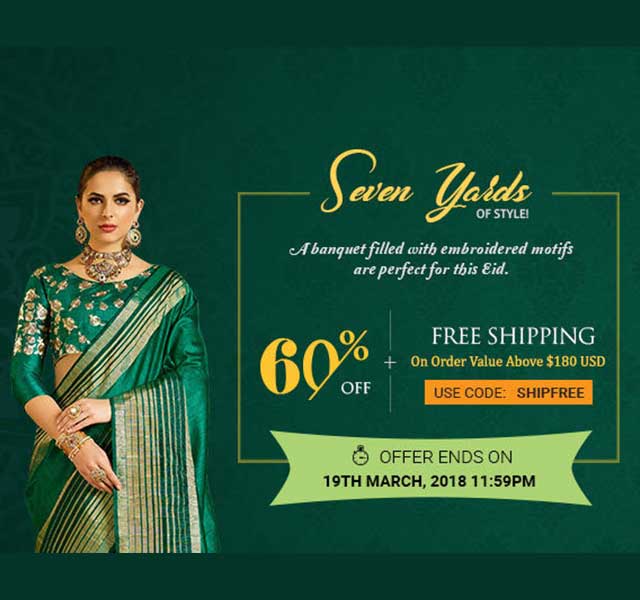 Seven Yards
OF STYLE!
A banquet filled with embroidered motifs
are perfect for this Eid.
60% OFF
+
FREE SHIPPING
On Order Value Above $180 USD
USE CODE: SHIPFREE
OFFER ENDS ON
19TH MARCH, 2018 11:59PM